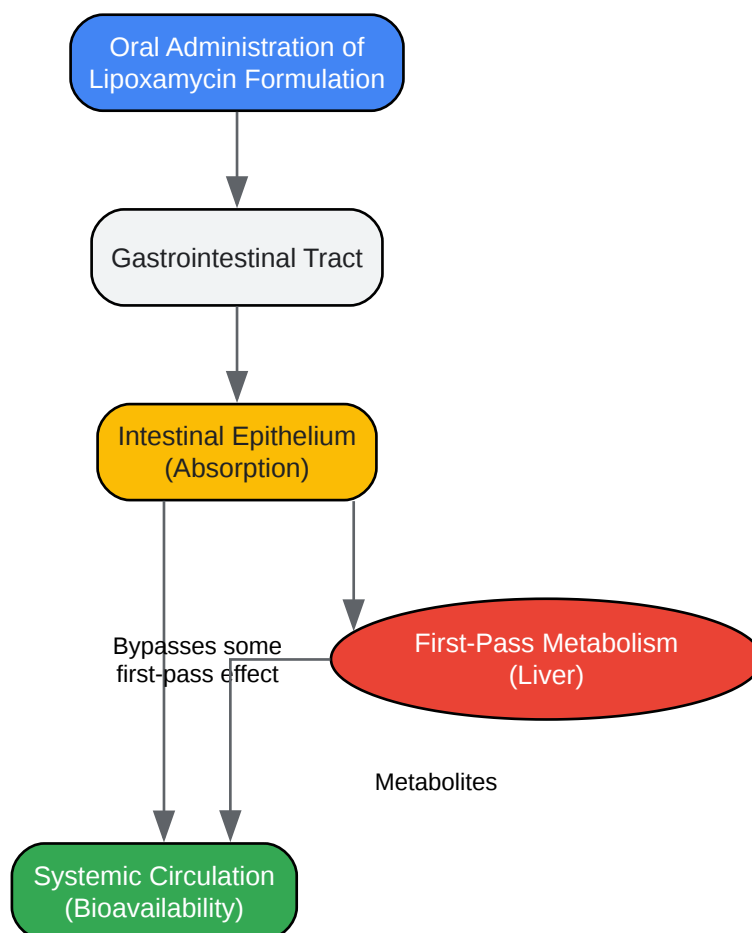 Oral Administration of
Lipoxamycin Formulation
Gastrointestinal Tract
Intestinal Epithelium
(Absorption)
Bypasses some
first-pass effect
First-Pass Metabolism
(Liver)
Metabolites
Systemic Circulation
(Bioavailability)